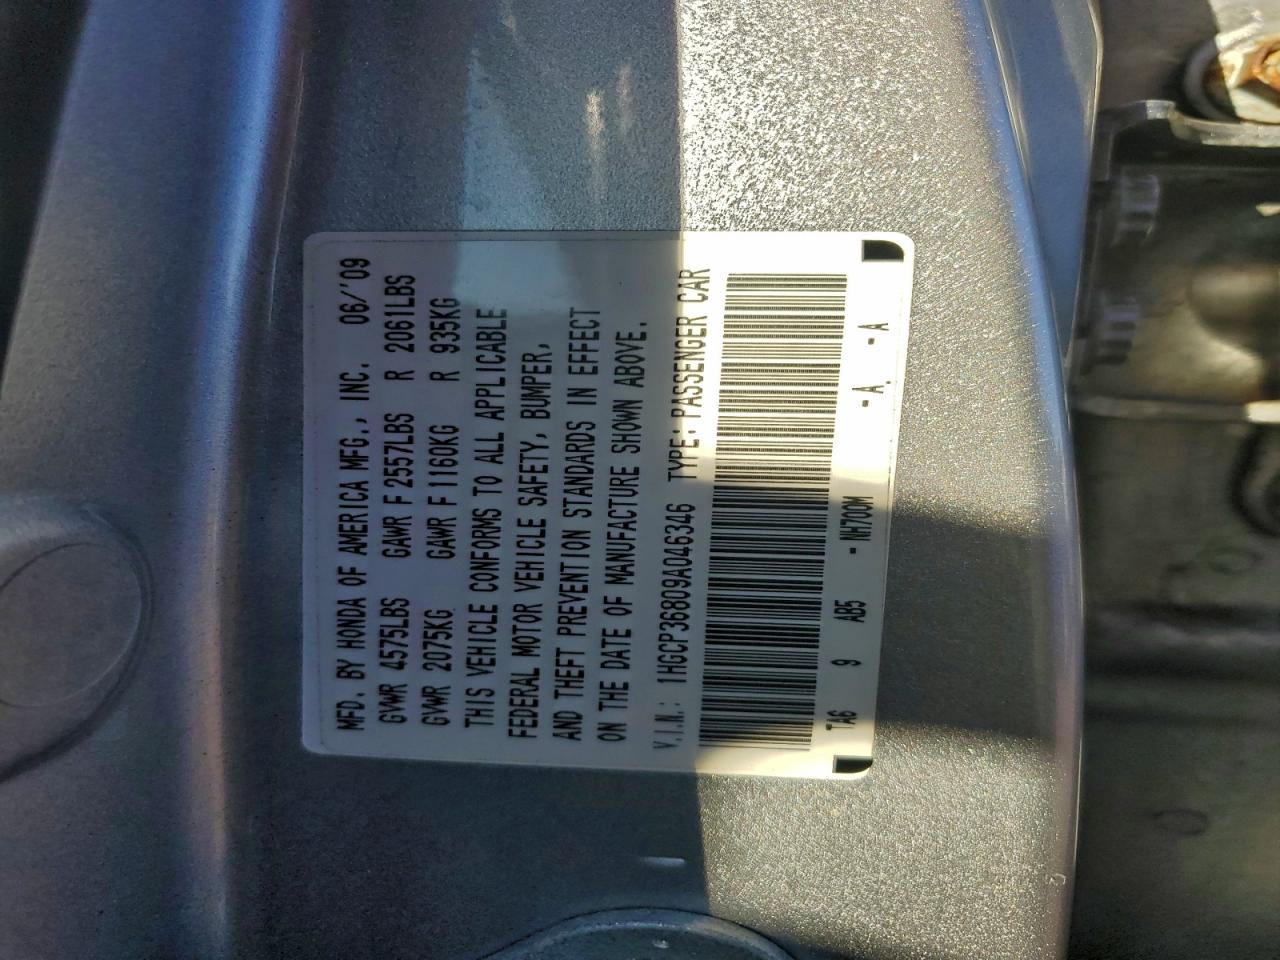 MFD. BY HONDA OF AMERICA MFG., INC. 06/'09
GVWR 4575LBS GAWR F 2557LBS R 2061LBS
GVWR 2075KG GAWR F 1160KG R 935KG
THIS VEHICLE CONFORMS TO ALL APPLICABLE
FEDERAL MOTOR VEHICLE SAFETY, BUMPER,
AND THEFT PREVENTION STANDARDS IN EFFECT
ON THE DATE OF MANUFACTURE SHOWN ABOVE.
V.I.N.: 1HGCP36809A046346 TYPE: PASSENGER CAR
TA6 9 AB5 - NH700M - A - A